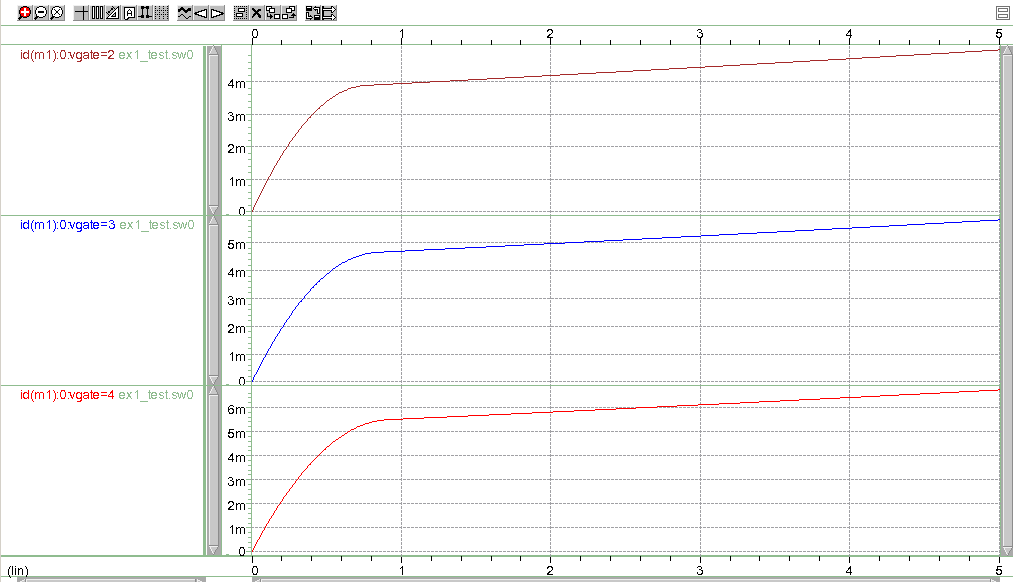 A
0 1 2 3 4 5
id(m1):0:vgate=2 ex1_test.sw0
4m
3m
2m
1m
0
id(m1):0:vgate=3 ex1_test.sw0
5m
4m
3m
2m
1m
0
id(m1):0:vgate=4 ex1_test.sw0
6m
5m
4m
3m
2m
1m
0
(lin) 0 1 2 3 4 5